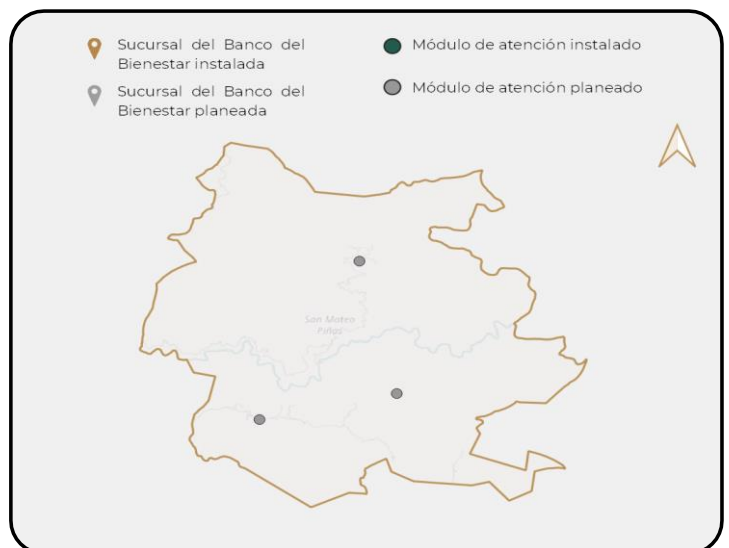 Sucursal del Banco del
Bienestar instalada
Sucursal del Banco del
Bienestar planeada
Módulo de atención instalado
Módulo de atención planeado
San Mateo
Piñas